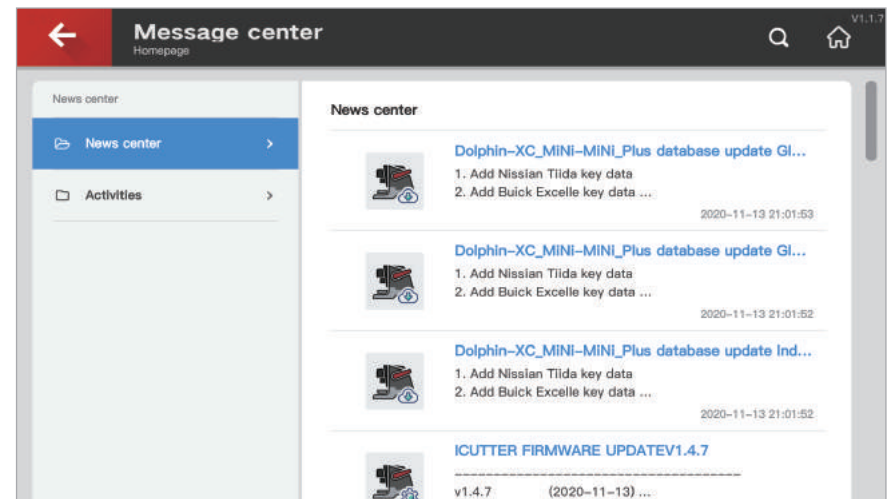 Message center
Homepage
V1.1.7
News center
News center
Activities
News center
Dolphin-XC_MiNi-MiNi_Plus database update Gl...
1. Add Nissian Tiida key data
2. Add Buick Excelle key data ...
2020-11-13 21:01:53
Dolphin-XC_MiNi-MiNi_Plus database update Gl...
1. Add Nissian Tiida key data
2. Add Buick Excelle key data ...
2020-11-13 21:01:52
Dolphin-XC_MiNi-MiNi_Plus database update Ind...
1. Add Nissian Tiida key data
2. Add Buick Excelle key data ...
2020-11-13 21:01:52
ICUTTER FIRMWARE UPDATEV1.4.7
--------------------------------------
v1.4.7 (2020-11-13) ...